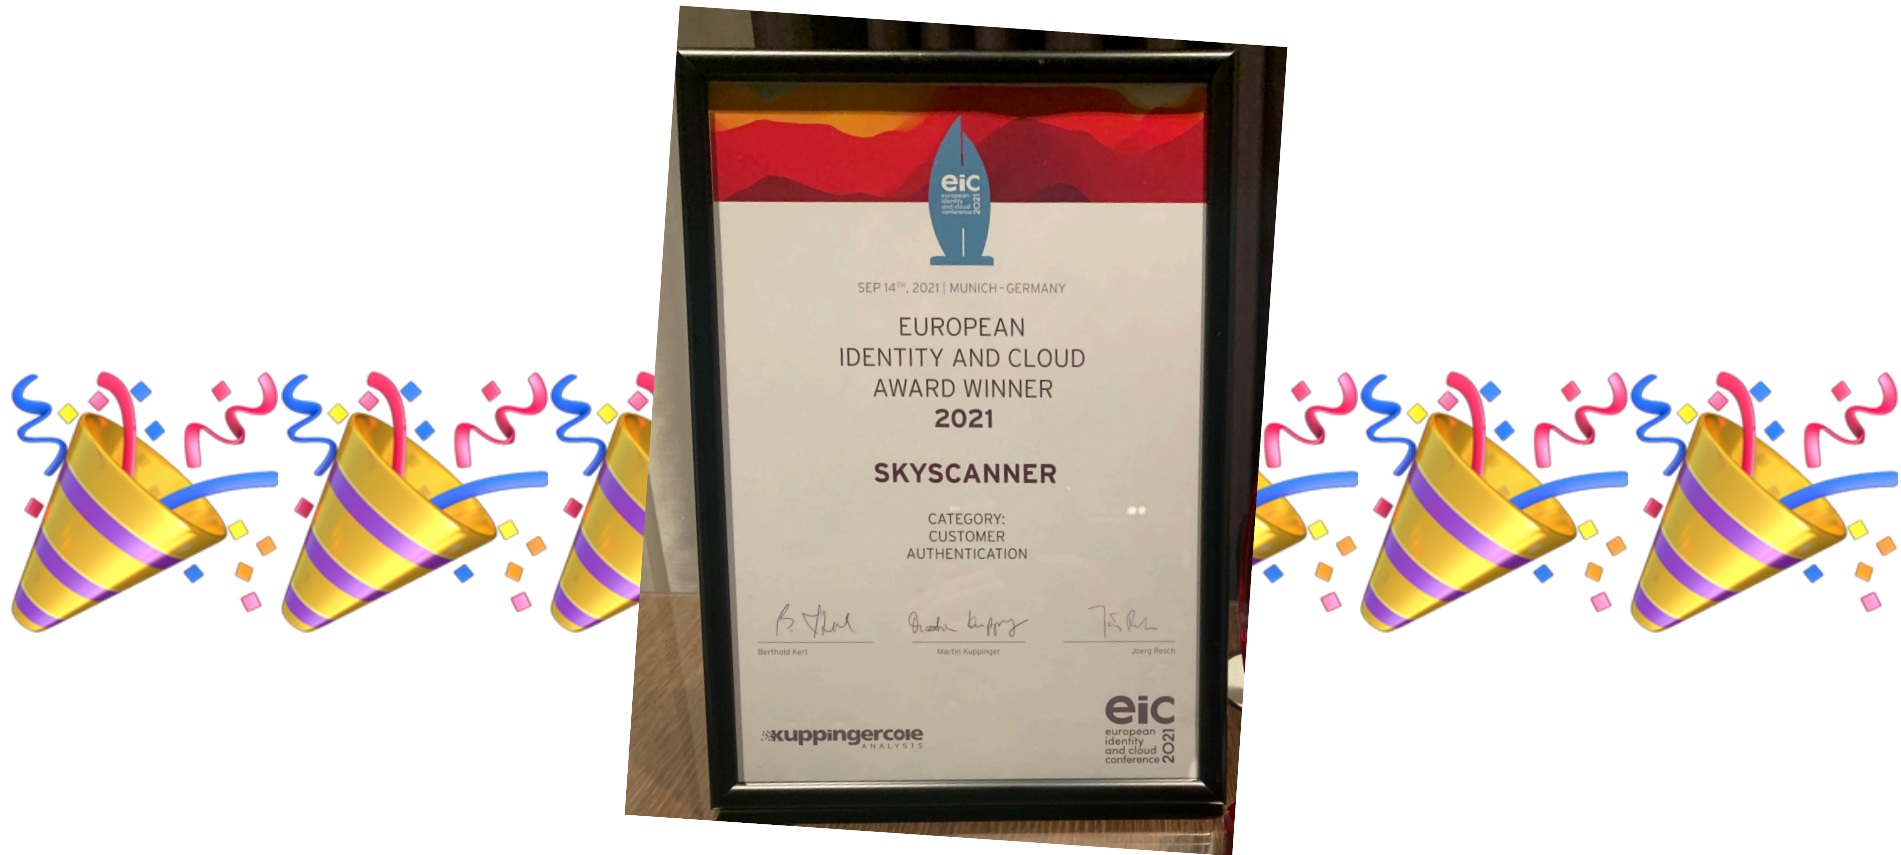 eic
european
identity
and cloud
conference 2021
SEP 14TH, 2021 | MUNICH-GERMANY
EUROPEAN
IDENTITY AND CLOUD
AWARD WINNER
2021
SKYSCANNER
CATEGORY:
CUSTOMER
AUTHENTICATION
Berthold Kerl
Martin Kuppinger
Joerg Resch
kuppingercole
ANALYSTS
eic
european
identity
and cloud
conference 2021